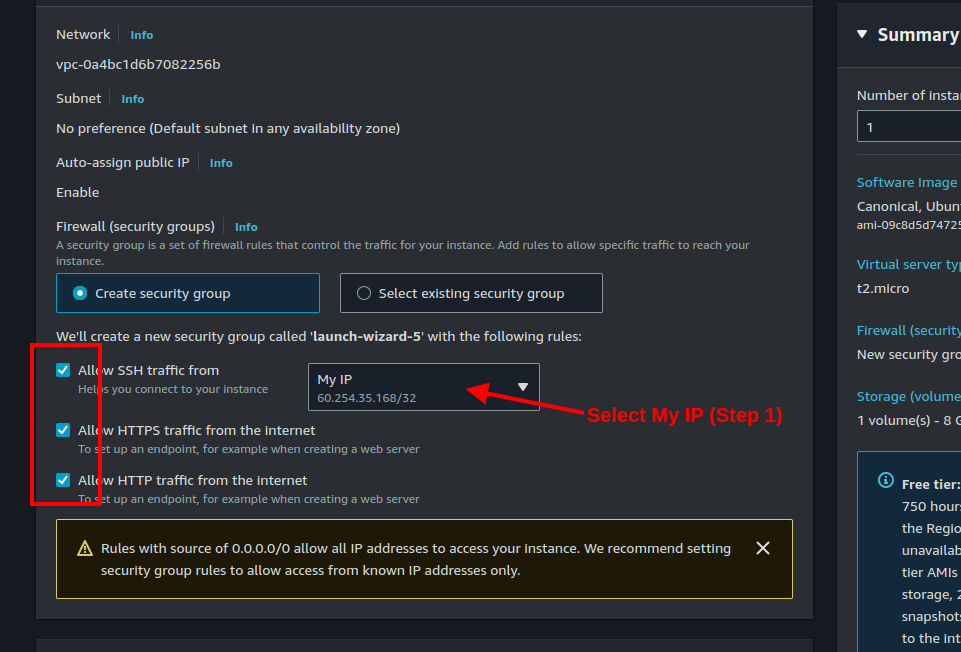 Network Info
vpc-0a4bc1d6b7082256b
Subnet Info
No preference (Default subnet in any availability zone)
Auto-assign public IP Info
Enable
Firewall (security groups) Info
A security group is a set of firewall rules that control the traffic for your instance. Add rules to allow specific traffic to reach your
instance.
Create security group
Select existing security group
We'll create a new security group called 'launch-wizard-5' with the following rules:
Allow SSH traffic from
Helps you connect to your instance
My IP
60.254.35.168/32
Select My IP (Step 1)
Allow HTTPS traffic from the internet
To set up an endpoint, for example when creating a web server
Allow HTTP traffic from the internet
To set up an endpoint, for example when creating a web server
Rules with source of 0.0.0.0/0 allow all IP addresses to access your instance. We recommend setting
security group rules to allow access from known IP addresses only.
Summary
Number of insta
1
Software Image
Canonical, Ubun
ami-09c8d5d74725
Virtual server typ
t2.micro
Firewall (security
New security gro
Storage (volume
1 volume(s) - 8 G
Free tier:
750 hours
the Regio
unavailab
tier AMIs
storage, 2
snapshots
to the int